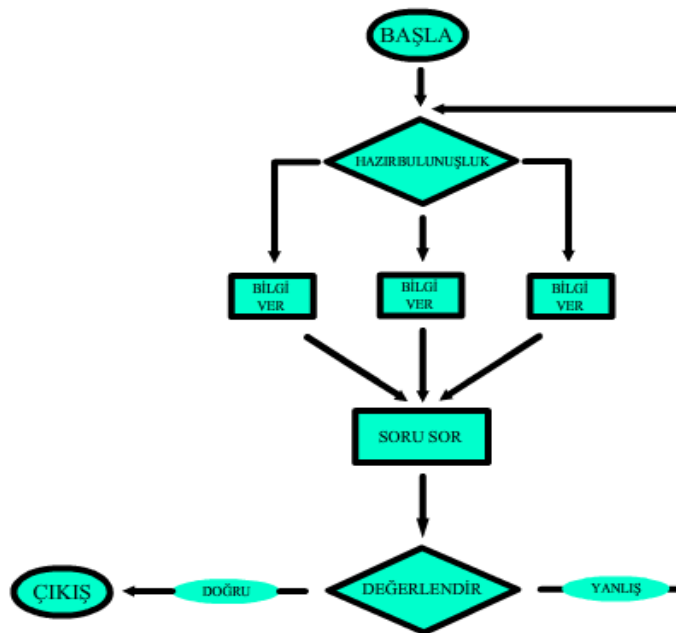 BAŞLA
HAZIRBULUNUŞLUK
BİLGİ
VER
BİLGİ
VER
BİLGİ
VER
SORU SOR
ÇIKIŞ
DOĞRU
DEĞERLENDİR
YANLIŞ